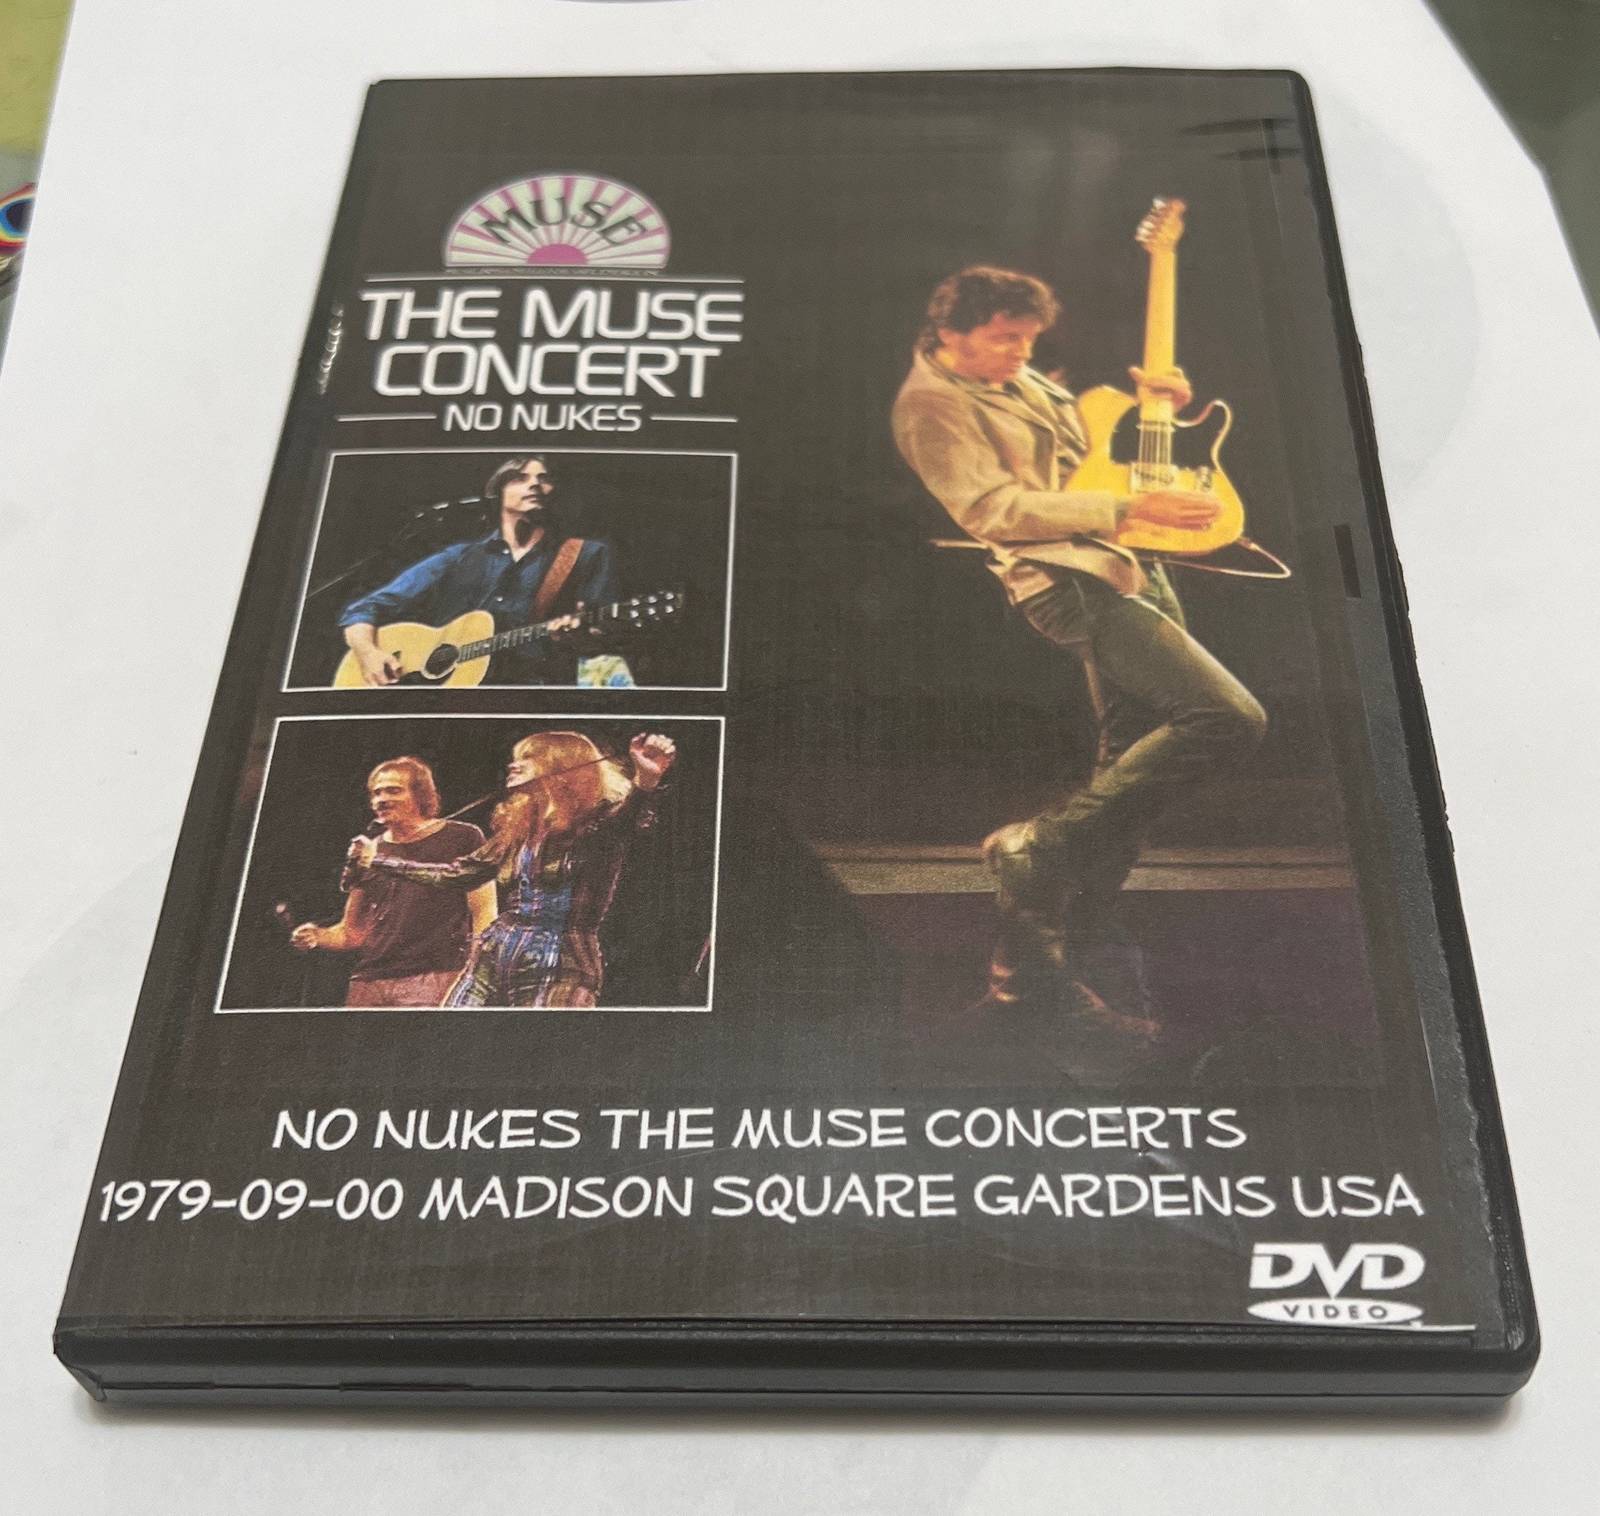 MUSE
THE MUSE
CONCERT
NO NUKES
NO NUKES THE MUSE CONCERTS
1979-09-00 MADISON SQUARE GARDENS USA
DVD
VIDEO